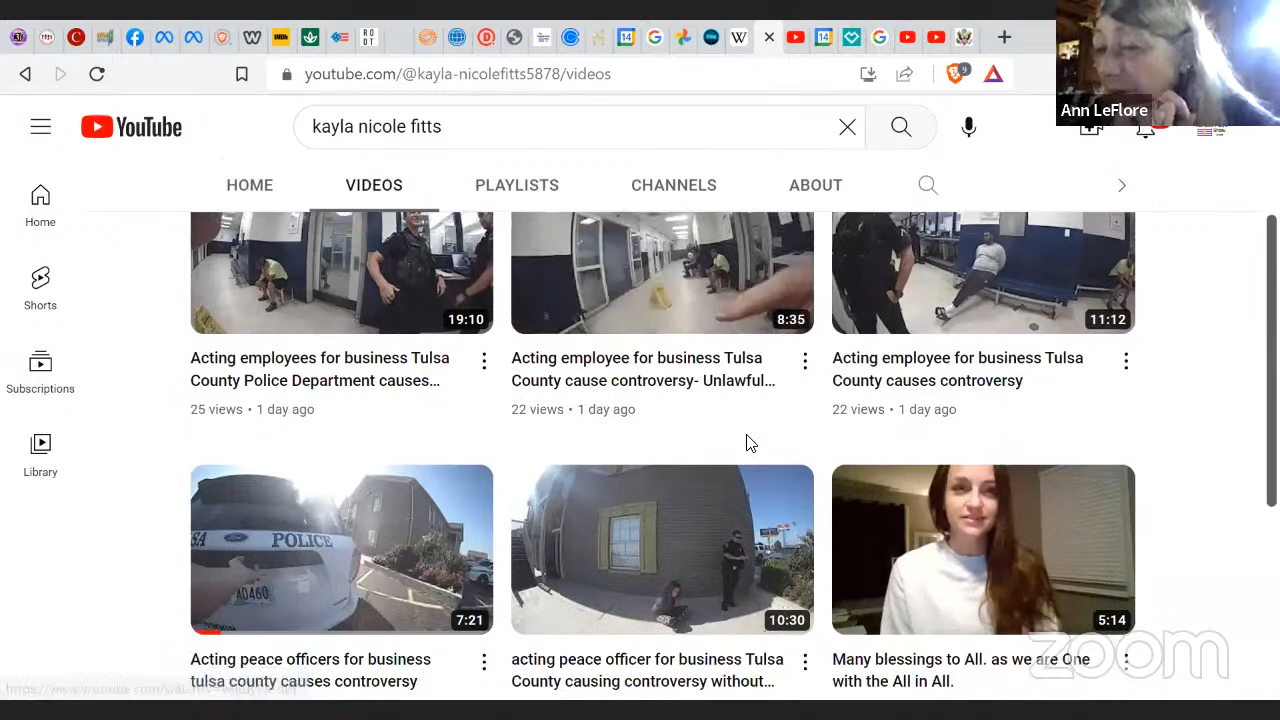 Ann LeFlore
youtube.com/@kayla-nicolefitts5878/videos
9
YouTube
kayla nicole fitts
HOME
VIDEOS
PLAYLISTS
CHANNELS
ABOUT
Home
Shorts
Subscriptions
Library
19:10
8:35
11:12
Acting employees for business Tulsa
County Police Department causes...
25 views • 1 day ago
Acting employee for business Tulsa
County cause controversy- Unlawful...
22 views • 1 day ago
Acting employee for business Tulsa
County causes controversy
22 views • 1 day ago
SA POLICE
7:21
10:30
5:14
Acting peace officers for business
tulsa county causes controversy
acting peace officer for business Tulsa
County causing controversy without...
Many blessings to All. as we are One
with the All in All.
zoom